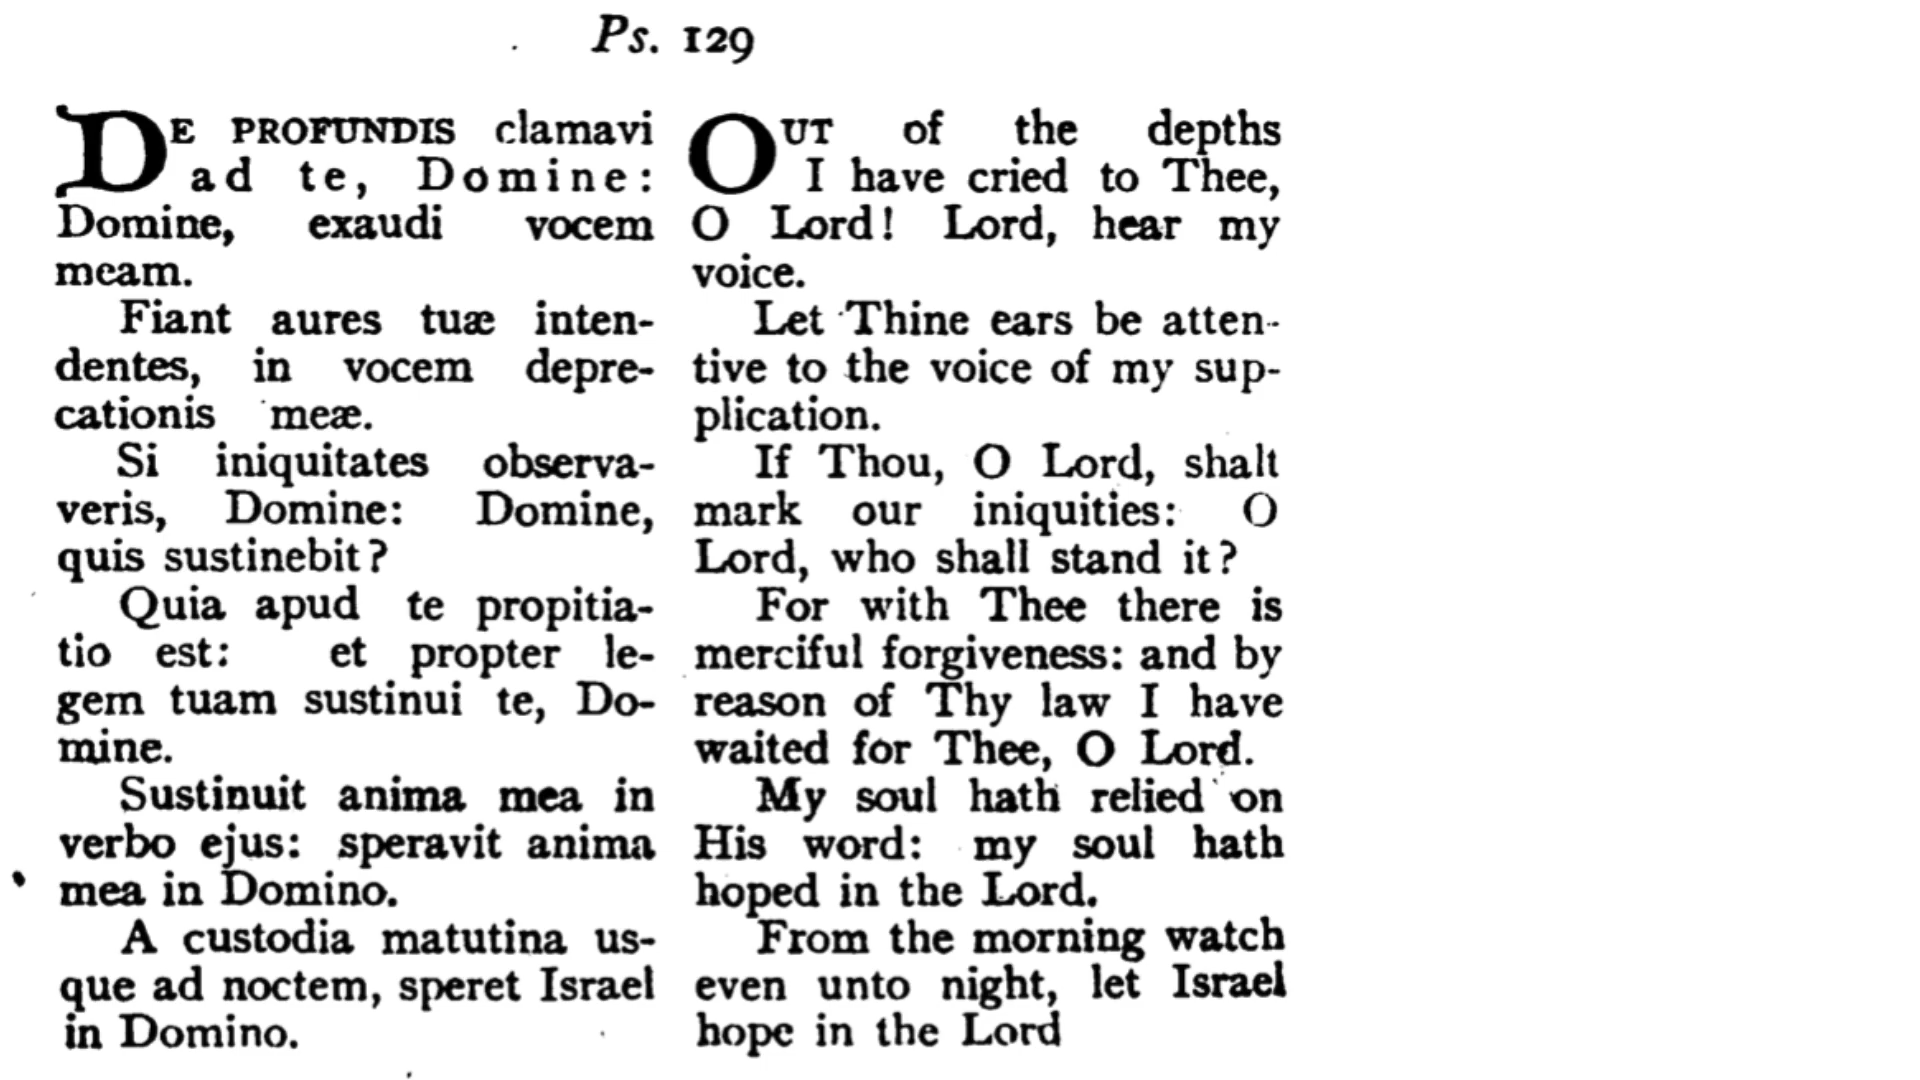 Ps. 129
DE PROFUNDIS clamavi
ad te, Domine:
Domine, exaudi vocem
meam.
Fiant aures tuæ inten-
dentes, in vocem depre-
cationis meæ.
Si iniquitates observa-
veris, Domine: Domine,
quis sustinebit?
Quia apud te propitia-
tio est: et propter le-
gem tuam sustinui te, Do-
mine.
Sustinuit anima mea in
verbo ejus: speravit anima
mea in Domino.
A custodia matutina us-
que ad noctem, speret Israel
in Domino.
OUT of the depths
I have cried to Thee,
O Lord! Lord, hear my
voice.
Let Thine ears be atten-
tive to the voice of my sup-
plication.
If Thou, O Lord, shalt
mark our iniquities: O
Lord, who shall stand it?
For with Thee there is
merciful forgiveness: and by
reason of Thy law I have
waited for Thee, O Lord.
My soul hath relied on
His word: my soul hath
hoped in the Lord.
From the morning watch
even unto night, let Israel
hope in the Lord